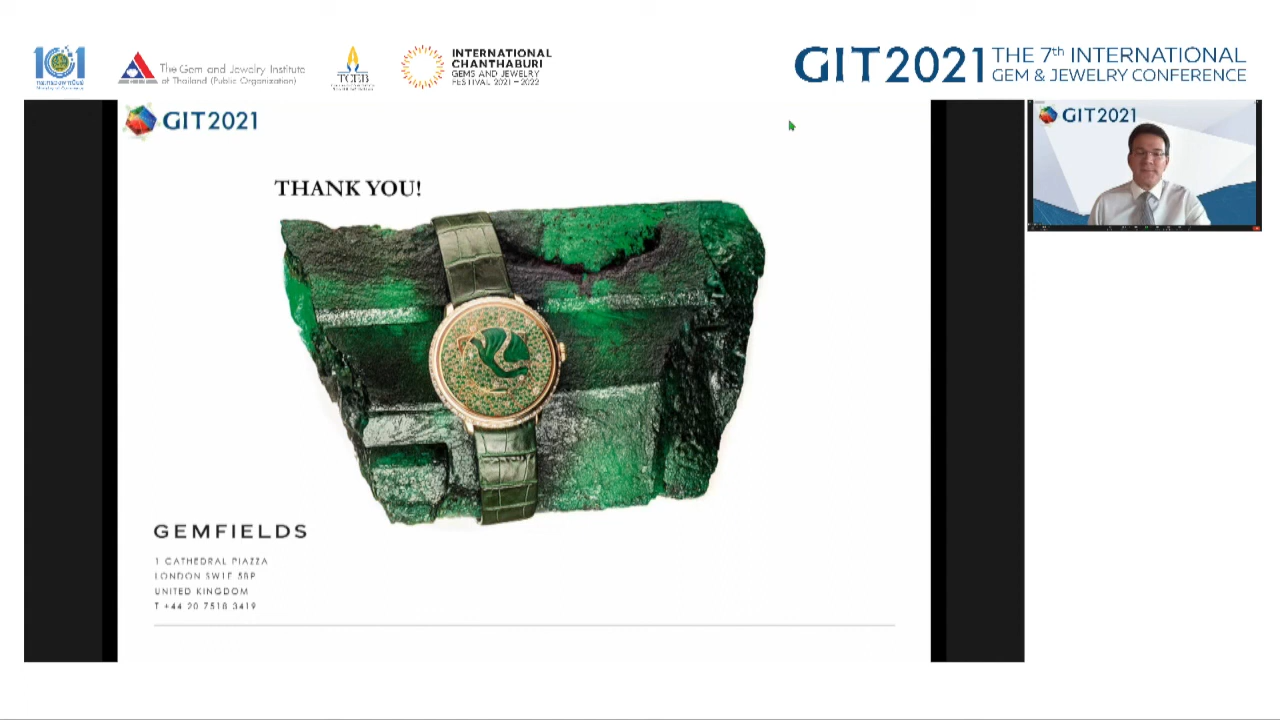 101
The Gem and Jewelry Institute
of Thailand (Public Organization)
TCEB
INTERNATIONAL
CHANTHABURI
GEMS AND JEWELRY
FESTIVAL 2021 – 2022
GIT2021 THE 7th INTERNATIONAL
GEM & JEWELRY CONFERENCE
GIT2021
GIT2021
THANK YOU!
GEMFIELDS
1 CATHEDRAL PIAZZA
LONDON SW1E 5BP
UNITED KINGDOM
T +44 20 7518 3419